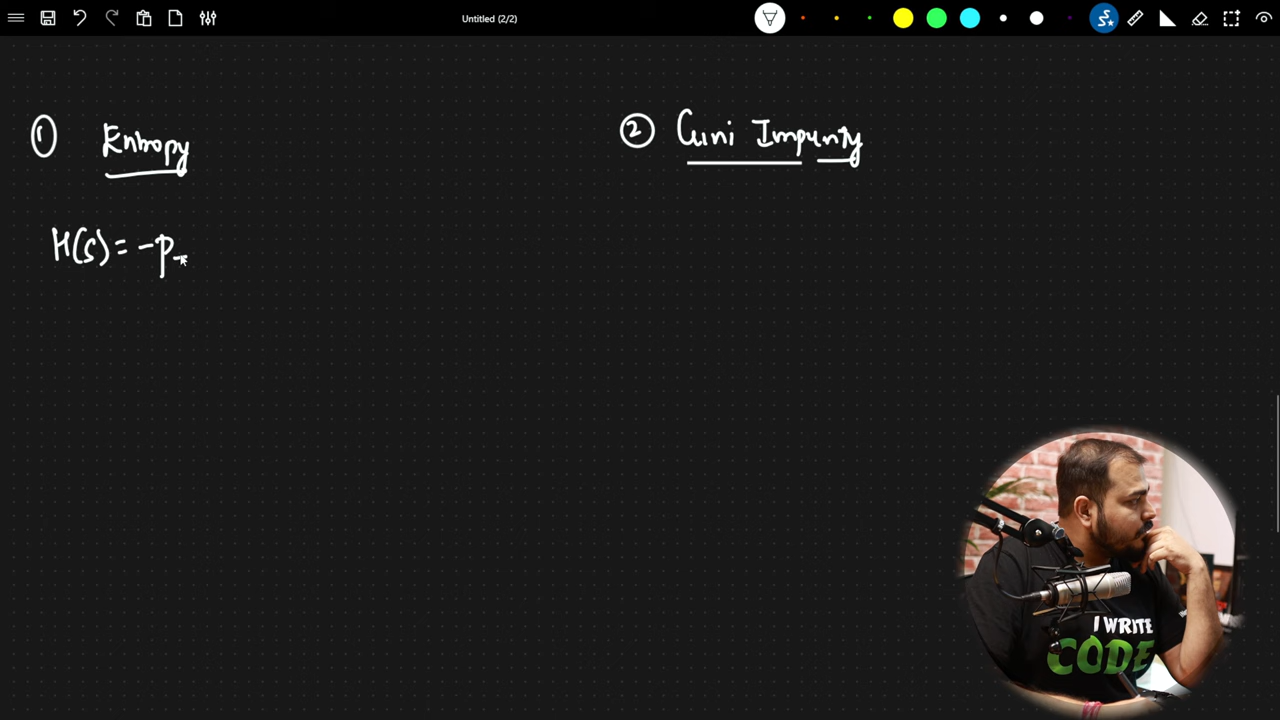 Untitled (2/2)
① Entropy
② Gini Impurity
H(S) = -p
I WRITE
CODE